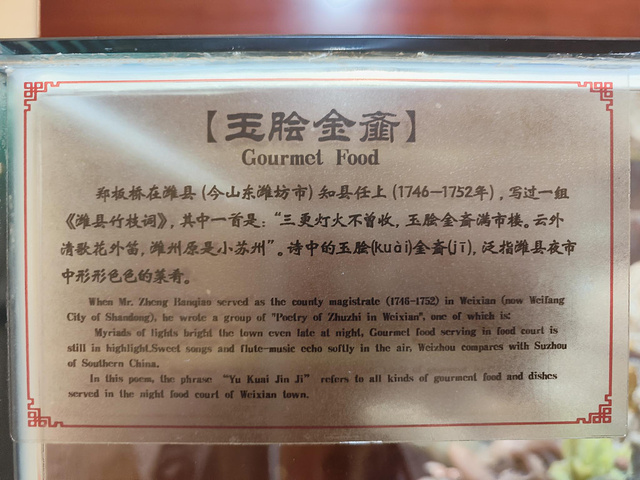 【玉脍金齑】
Gourmet Food
郑板桥在潍县(今山东潍坊市)知县任上(1746—1752年),写过一组
《潍县竹枝词》,其中一首是:“三更灯火不曾收,玉脍金齑满市楼。云外
清歌花外笛,潍州原是小苏州”。诗中的玉脍(kuài)金齑(jī),泛指潍县夜市
中形形色色的菜肴。
When Mr. Zheng Banqiao served as the county magistrate (1746-1752) in Weixian (now Weifang
City of Shandong), he wrote a group of "Poetry of Zhuzhi in Weixian", one of which is:
Myriads of lights bright the town even late at night, Gourmet food serving in food court is
still in highlight.Sweet songs and flute-music echo softly in the air, Weizhou compares with Suzhou
of Southern China.
In this poem, the phrase “Yu Kuai Jin Ji” refers to all kinds of gourment food and dishes
served in the night food court of Weixian town.